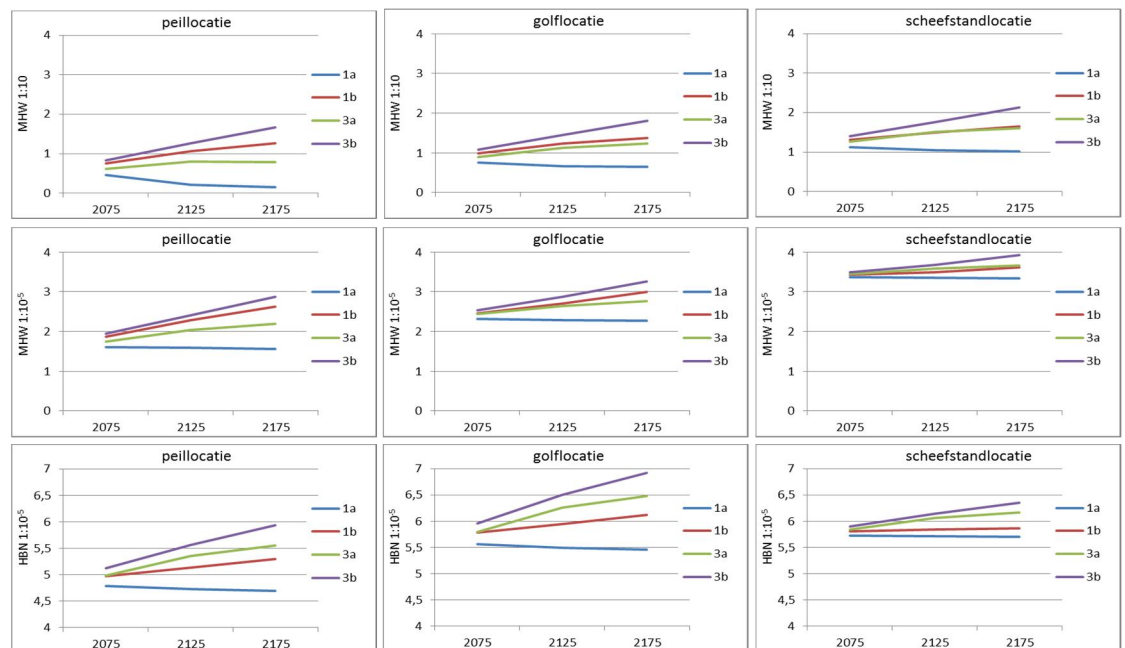 peillocatie
MHW 1:10
4
3
2
1
0
2075 2125 2175
1a
1b
3a
3b
golflocatie
MHW 1:10
4
3
2
1
0
2075 2125 2175
1a
1b
3a
3b
scheefstandlocatie
MHW 1:10
4
3
2
1
0
2075 2125 2175
1a
1b
3a
3b
peillocatie
MHW 1:10-5
4
3
2
1
0
2075 2125 2175
1a
1b
3a
3b
golflocatie
MHW 1:10-5
4
3
2
1
0
2075 2125 2175
1a
1b
3a
3b
scheefstandlocatie
MHW 1:10-5
4
3
2
1
0
2075 2125 2175
1a
1b
3a
3b
peillocatie
HBN 1:10-5
7
6,5
6
5,5
5
4,5
4
2075 2125 2175
1a
1b
3a
3b
golflocatie
HBN 1:10-5
7
6,5
6
5,5
5
4,5
4
2075 2125 2175
1a
1b
3a
3b
scheefstandlocatie
HBN 1:10-5
7
6,5
6
5,5
5
4,5
4
2075 2125 2175
1a
1b
3a
3b